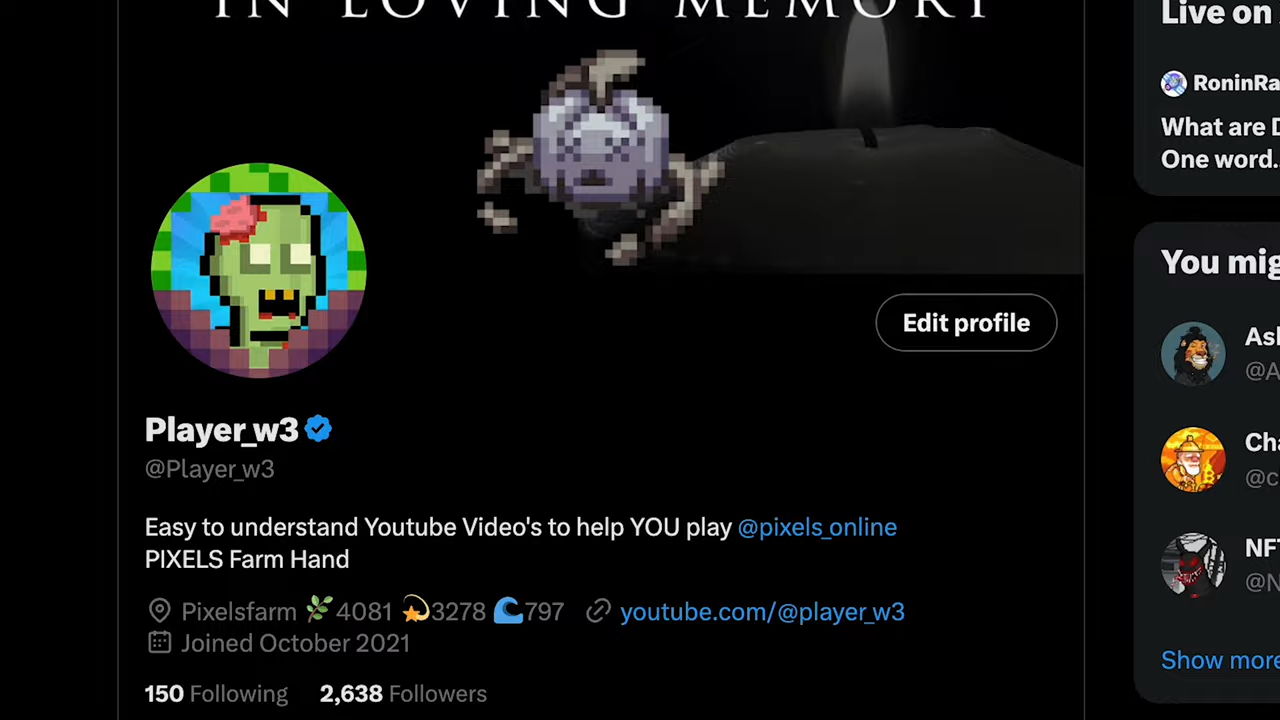 IN LOVING MEMORY
Live on
RoninRa
What are D
One word..
Edit profile
You mig
Player_w3
@Player_w3
Easy to understand Youtube Video's to help YOU play @pixels_online
PIXELS Farm Hand
Pixelsfarm 🌿4081 💫3278 🌊797 youtube.com/@player_w3
Joined October 2021
150 Following 2,638 Followers
Asl
@A
Cha
@c
NFT
@N
Show more